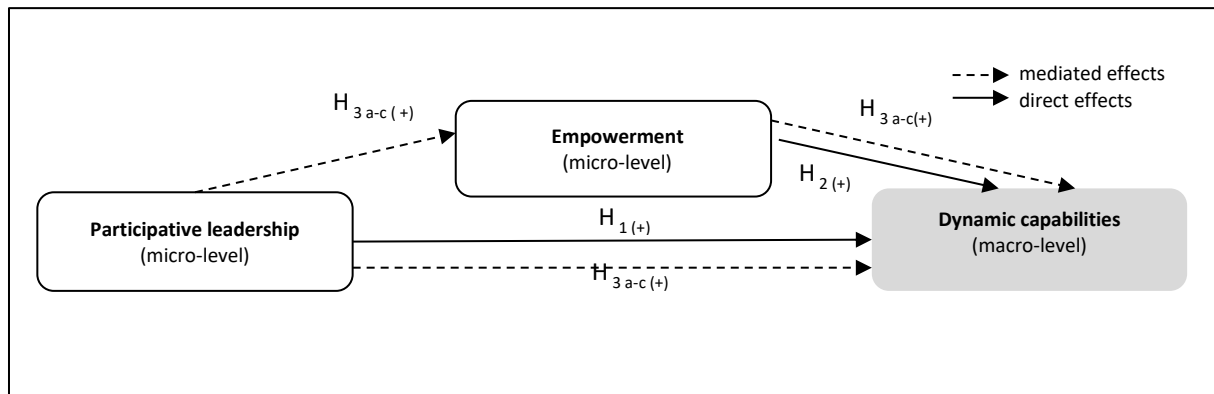 mediated effects
direct effects
H 3 a-c ( +)
Empowerment
(micro-level)
H 3 a-c(+)
H 2 (+)
Participative leadership
(micro-level)
H 1 (+)
H 3 a-c (+)
Dynamic capabilities
(macro-level)